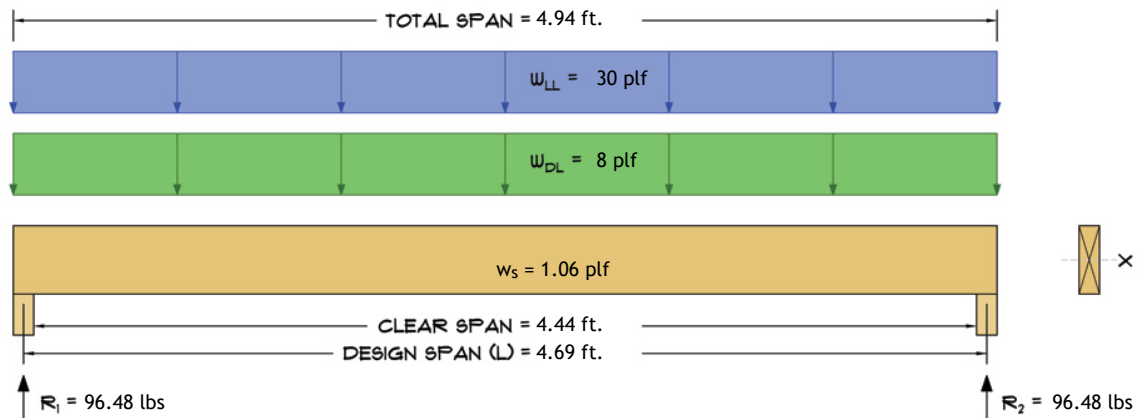 TOTAL SPAN = 4.94 ft.
WLL = 30 plf
WDL = 8 plf
ws = 1.06 plf
X
CLEAR SPAN = 4.44 ft.
DESIGN SPAN (L) = 4.69 ft.
R1 = 96.48 lbs
R2 = 96.48 lbs